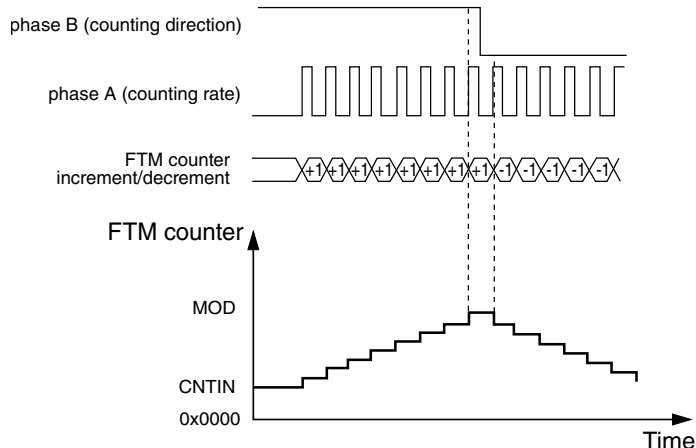 phase B (counting direction)
phase A (counting rate)
FTM counter
increment/decrement
+1 +1 +1 +1 +1 +1 +1 +1 -1 -1 -1 -1 -1
FTM counter
MOD
CNTIN
0x0000
Time